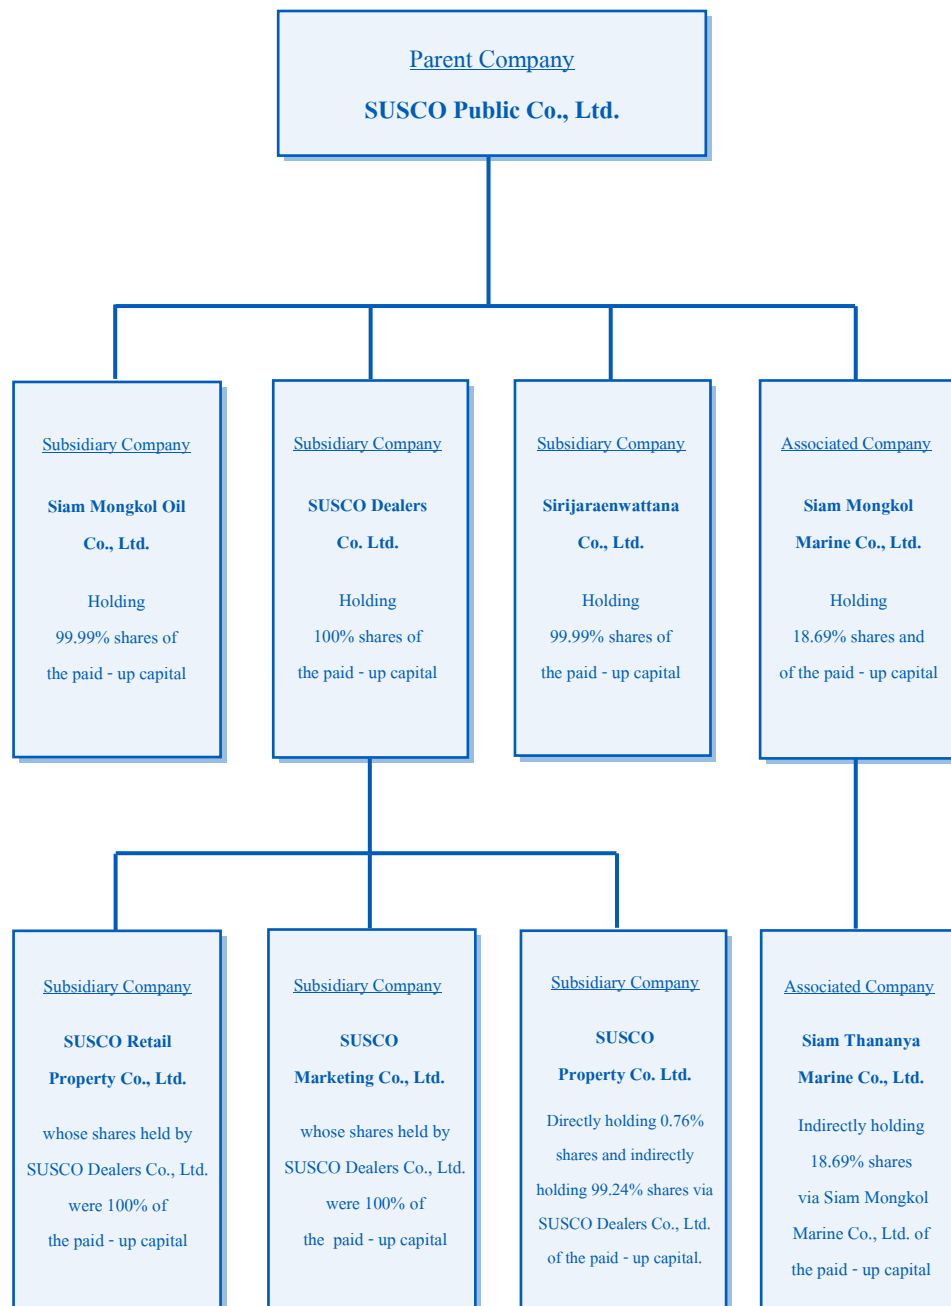 Parent Company
SUSCO Public Co., Ltd.
Subsidiary Company
Siam Mongkol Oil
Co., Ltd.
Holding
99.99% shares of
the paid - up capital
Subsidiary Company
SUSCO Dealers
Co. Ltd.
Holding
100% shares of
the paid - up capital
Subsidiary Company
Sirijaraenwattana
Co., Ltd.
Holding
99.99% shares of
the paid - up capital
Associated Company
Siam Mongkol
Marine Co., Ltd.
Holding
18.69% shares and
of the paid - up capital
Subsidiary Company
SUSCO Retail
Property Co., Ltd.
whose shares held by
SUSCO Dealers Co., Ltd.
were 100% of
the paid - up capital
Subsidiary Company
SUSCO
Marketing Co., Ltd.
whose shares held by
SUSCO Dealers Co., Ltd.
were 100% of
the  paid - up capital
Subsidiary Company
SUSCO
Property Co. Ltd.
Directly holding 0.76%
shares and indirectly
holding 99.24% shares via
SUSCO Dealers Co., Ltd.
of the paid - up capital.
Associated Company
Siam Thananya
Marine Co., Ltd.
Indirectly holding
18.69% shares
via Siam Mongkol
Marine Co., Ltd. of
the paid - up capital